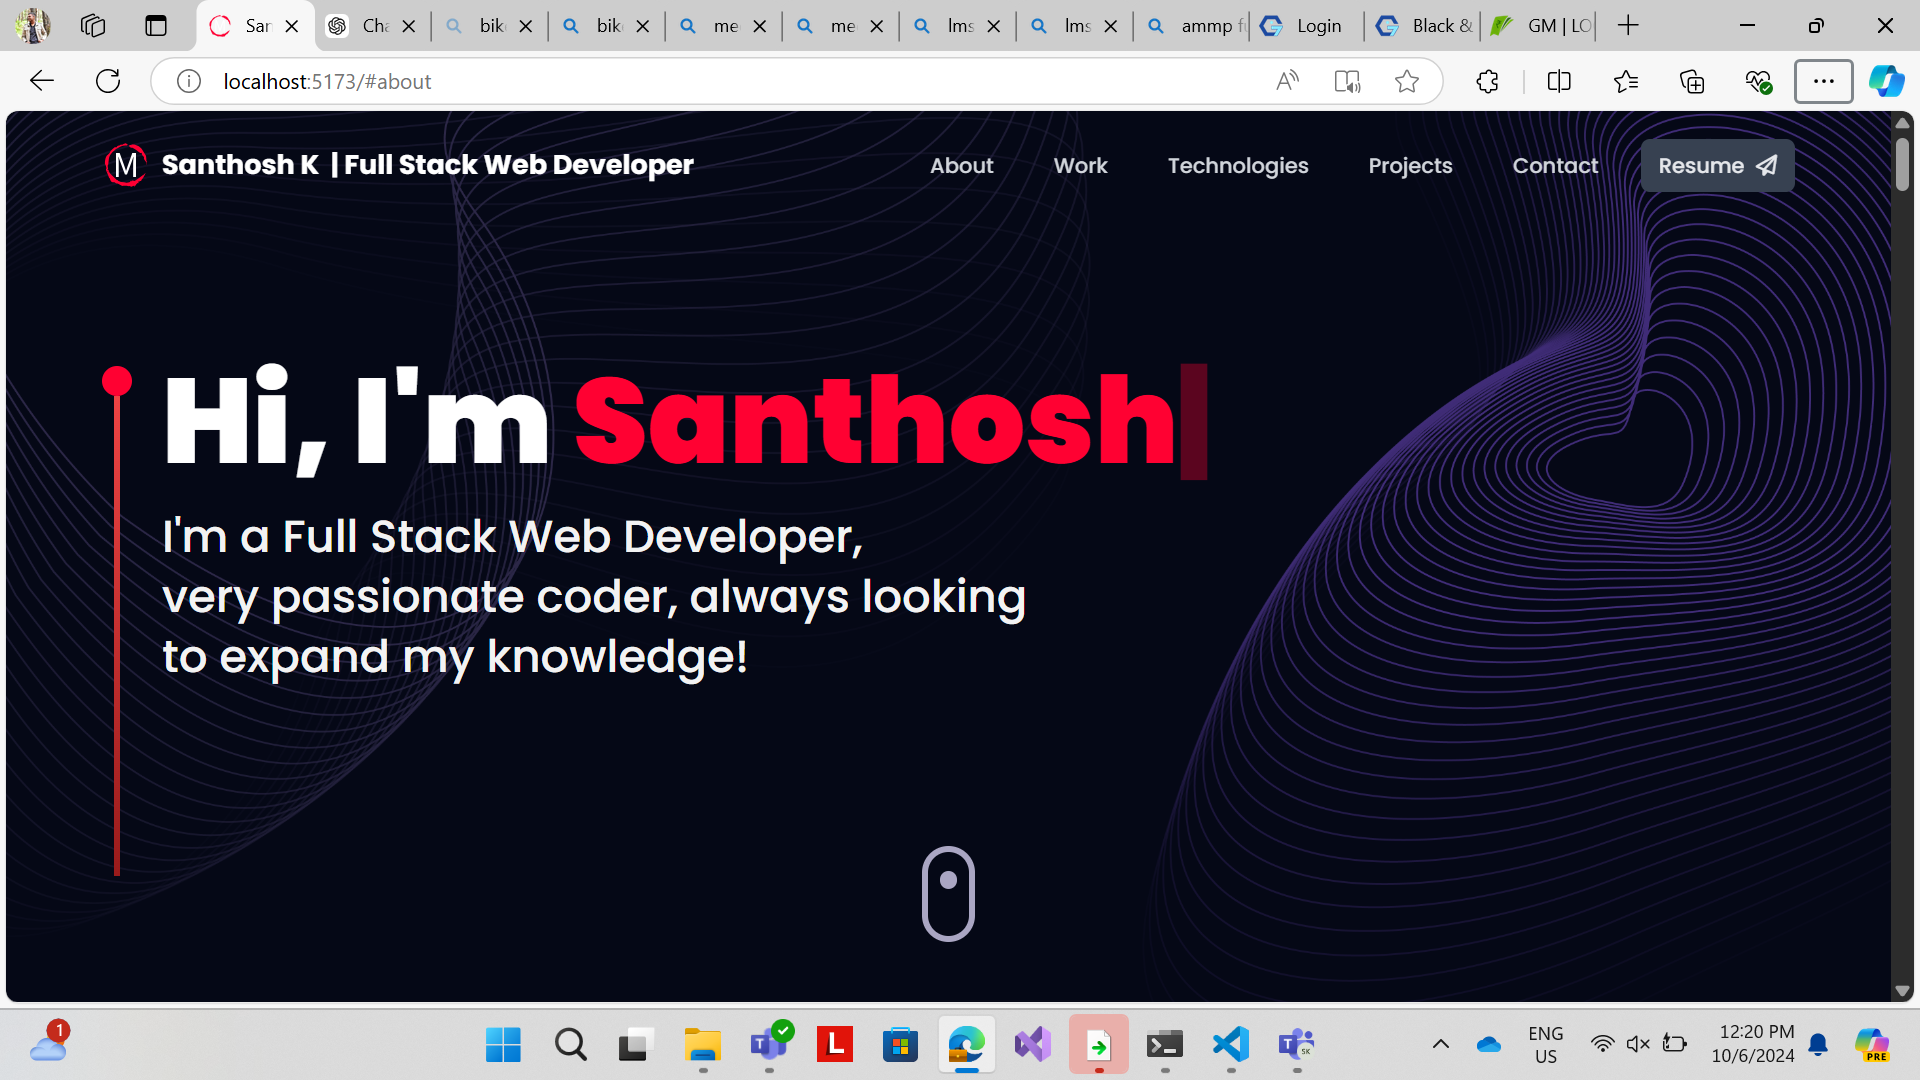 San
Cha
bik
bik
me
me
lms
lms
ammp fu
Login
Black &
GM | LO
localhost:5173/#about
M
Santhosh K | Full Stack Web Developer
About
Work
Technologies
Projects
Contact
Resume
Hi, I'm Santhosh
I'm a Full Stack Web Developer,
very passionate coder, always looking
to expand my knowledge!
1
T
L
T
SK
ENG
US
12:20 PM
10/6/2024
PRE